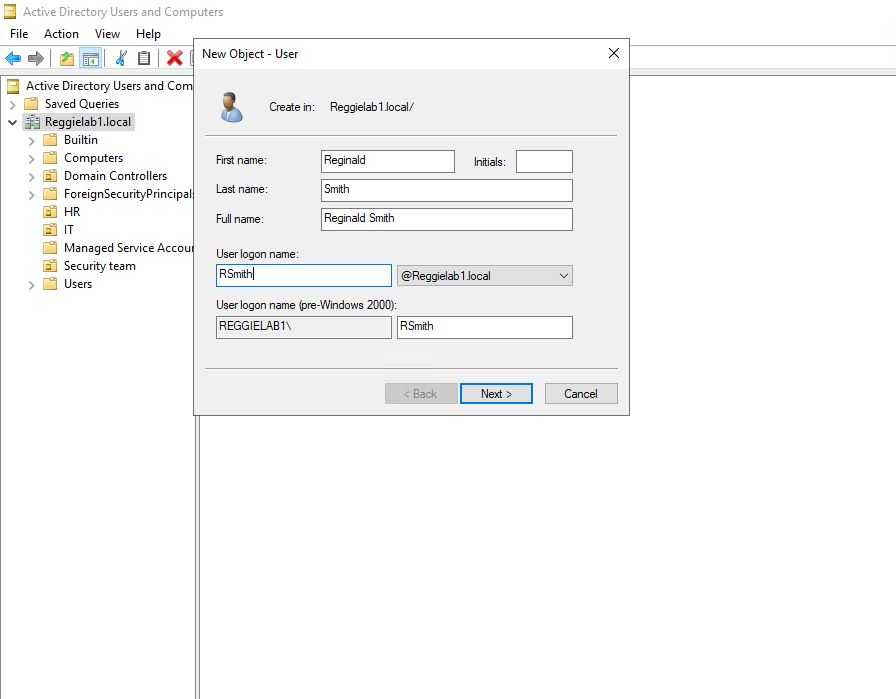 Active Directory Users and Computers
File Action View Help
New Object - User
Active Directory Users and Com
Saved Queries
Reggielab1.local
Builtin
Computers
Domain Controllers
ForeignSecurityPrincipals
HR
IT
Managed Service Accou
Security team
Users
Create in: Reggielab1.local/
First name: Reginald Initials:
Last name: Smith
Full name: Reginald Smith
User logon name:
RSmith @Reggielab1.local
User logon name (pre-Windows 2000):
REGGIELAB1\ RSmith
< Back Next > Cancel